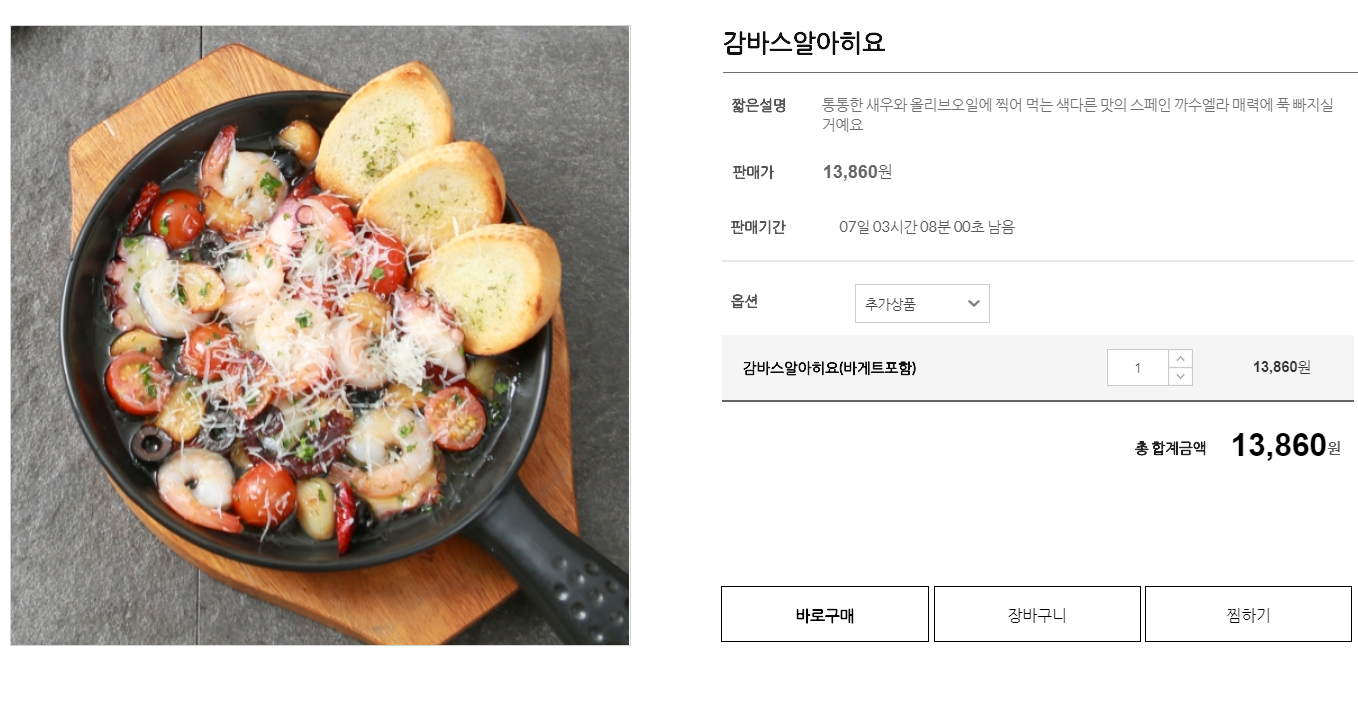 감바스알아히요
짧은설명
통통한 새우와 올리브오일에 찍어 먹는 색다른 맛의 스페인 까수엘라 매력에 푹 빠지실
거예요
판매가
13,860원
판매기간
07일 03시간 08분 00초 남음
옵션
추가상품
감바스알아히요(바게트포함)
1
13,860원
총 합계금액
13,860원
바로구매
장바구니
찜하기